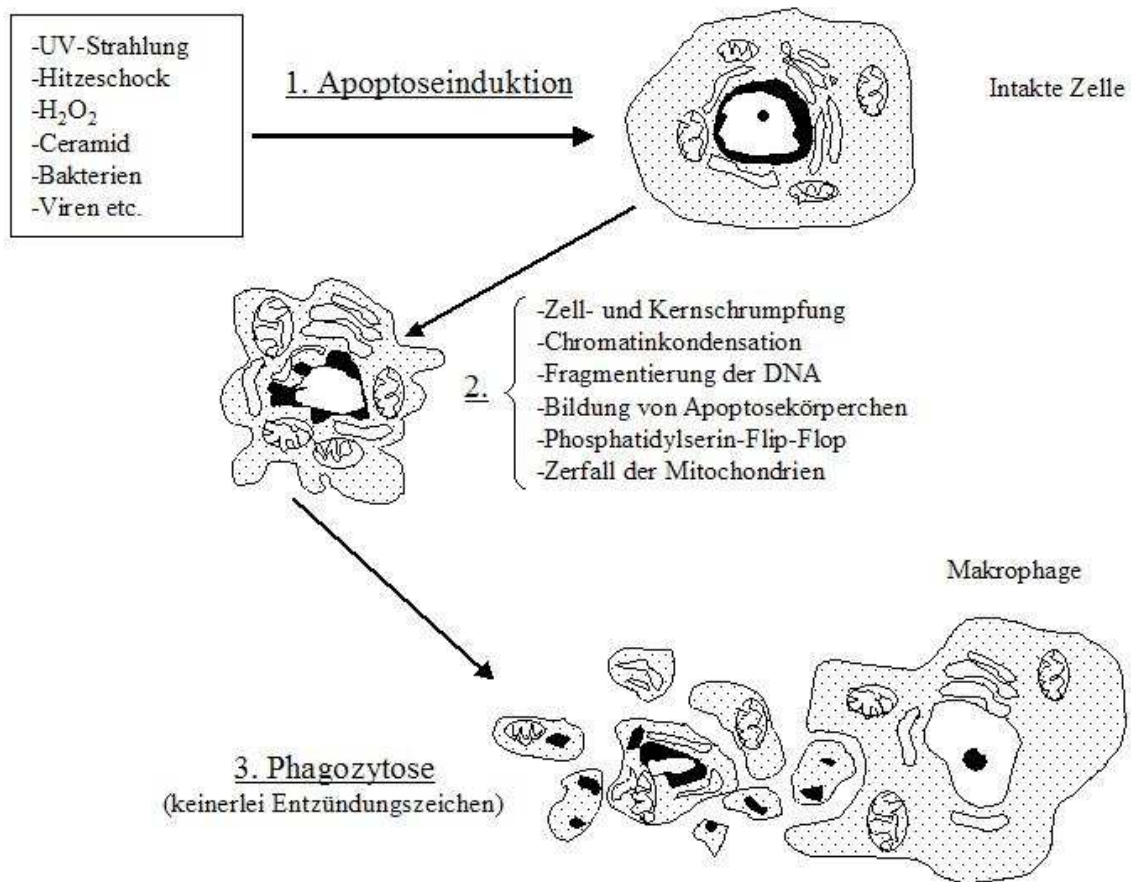 -UV-Strahlung
-Hitzeschock
-H₂O₂
-Ceramid
-Bakterien
-Viren etc.
1. Apoptoseinduktion
Intakte Zelle
2.
-Zell- und Kernschrumpfung
-Chromatinkondensation
-Fragmentierung der DNA
-Bildung von Apoptosekörperchen
-Phosphatidylserin-Flip-Flop
-Zerfall der Mitochondrien
Makrophage
3. Phagozytose
(keinerlei Entzündungszeichen)